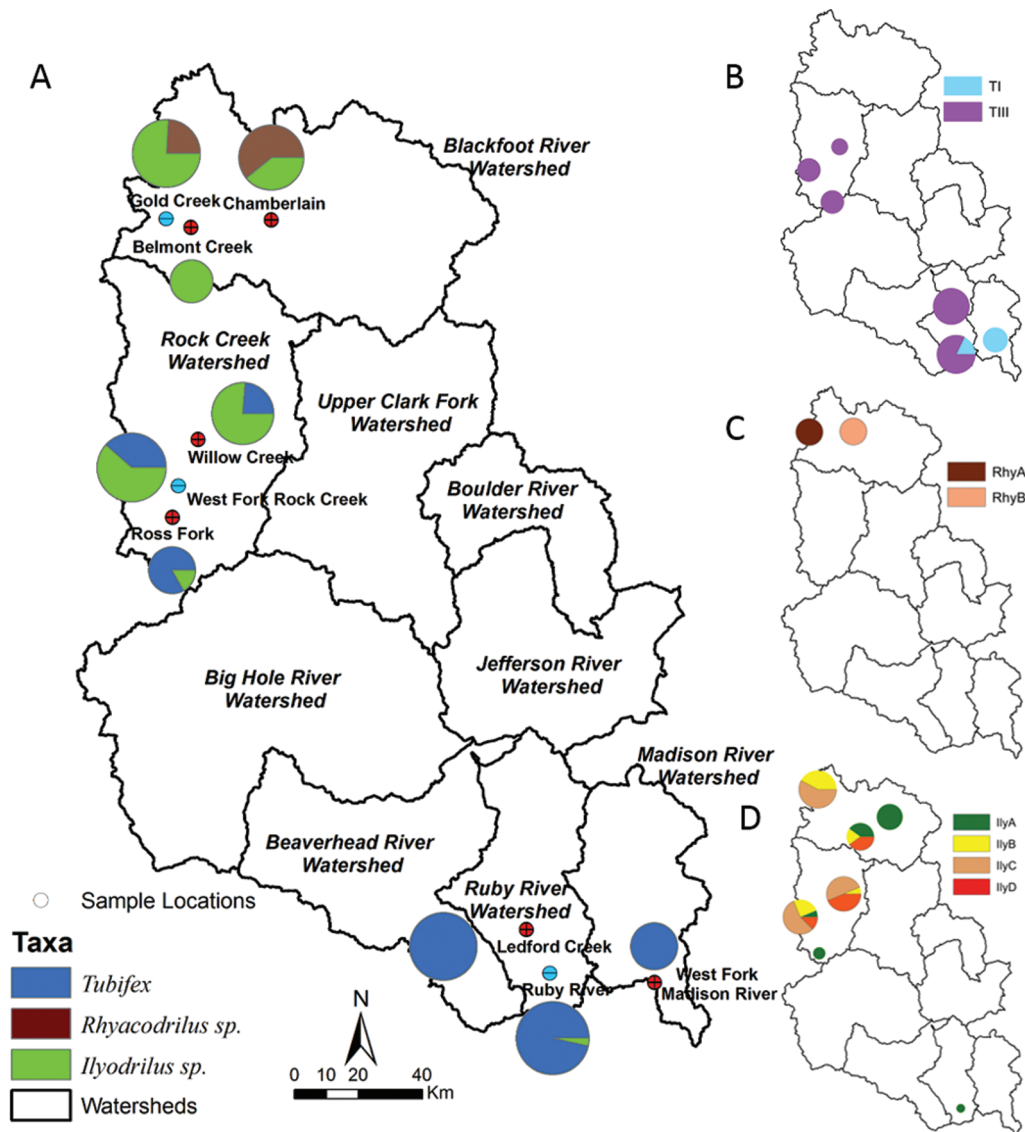 A
Blackfoot River
Watershed
Gold Creek
Chamberlain
Belmont Creek
Rock Creek
Watershed
Upper Clark Fork
Watershed
Willow Creek
West Fork Rock Creek
Ross Fork
Boulder River
Watershed
Big Hole River
Watershed
Jefferson River
Watershed
Madison River
Watershed
Beaverhead River
Watershed
Ruby River
Watershed
Ledford Creek
Ruby River
West Fork
Madison River
Sample Locations
Taxa
Tubifex
Rhyacodrilus sp.
Ilyodrilus sp.
Watersheds
N
0 10 20 40
Km
B
TI
TIII
C
RhyA
RhyB
D
IlyA
IlyB
IlyC
IlyD